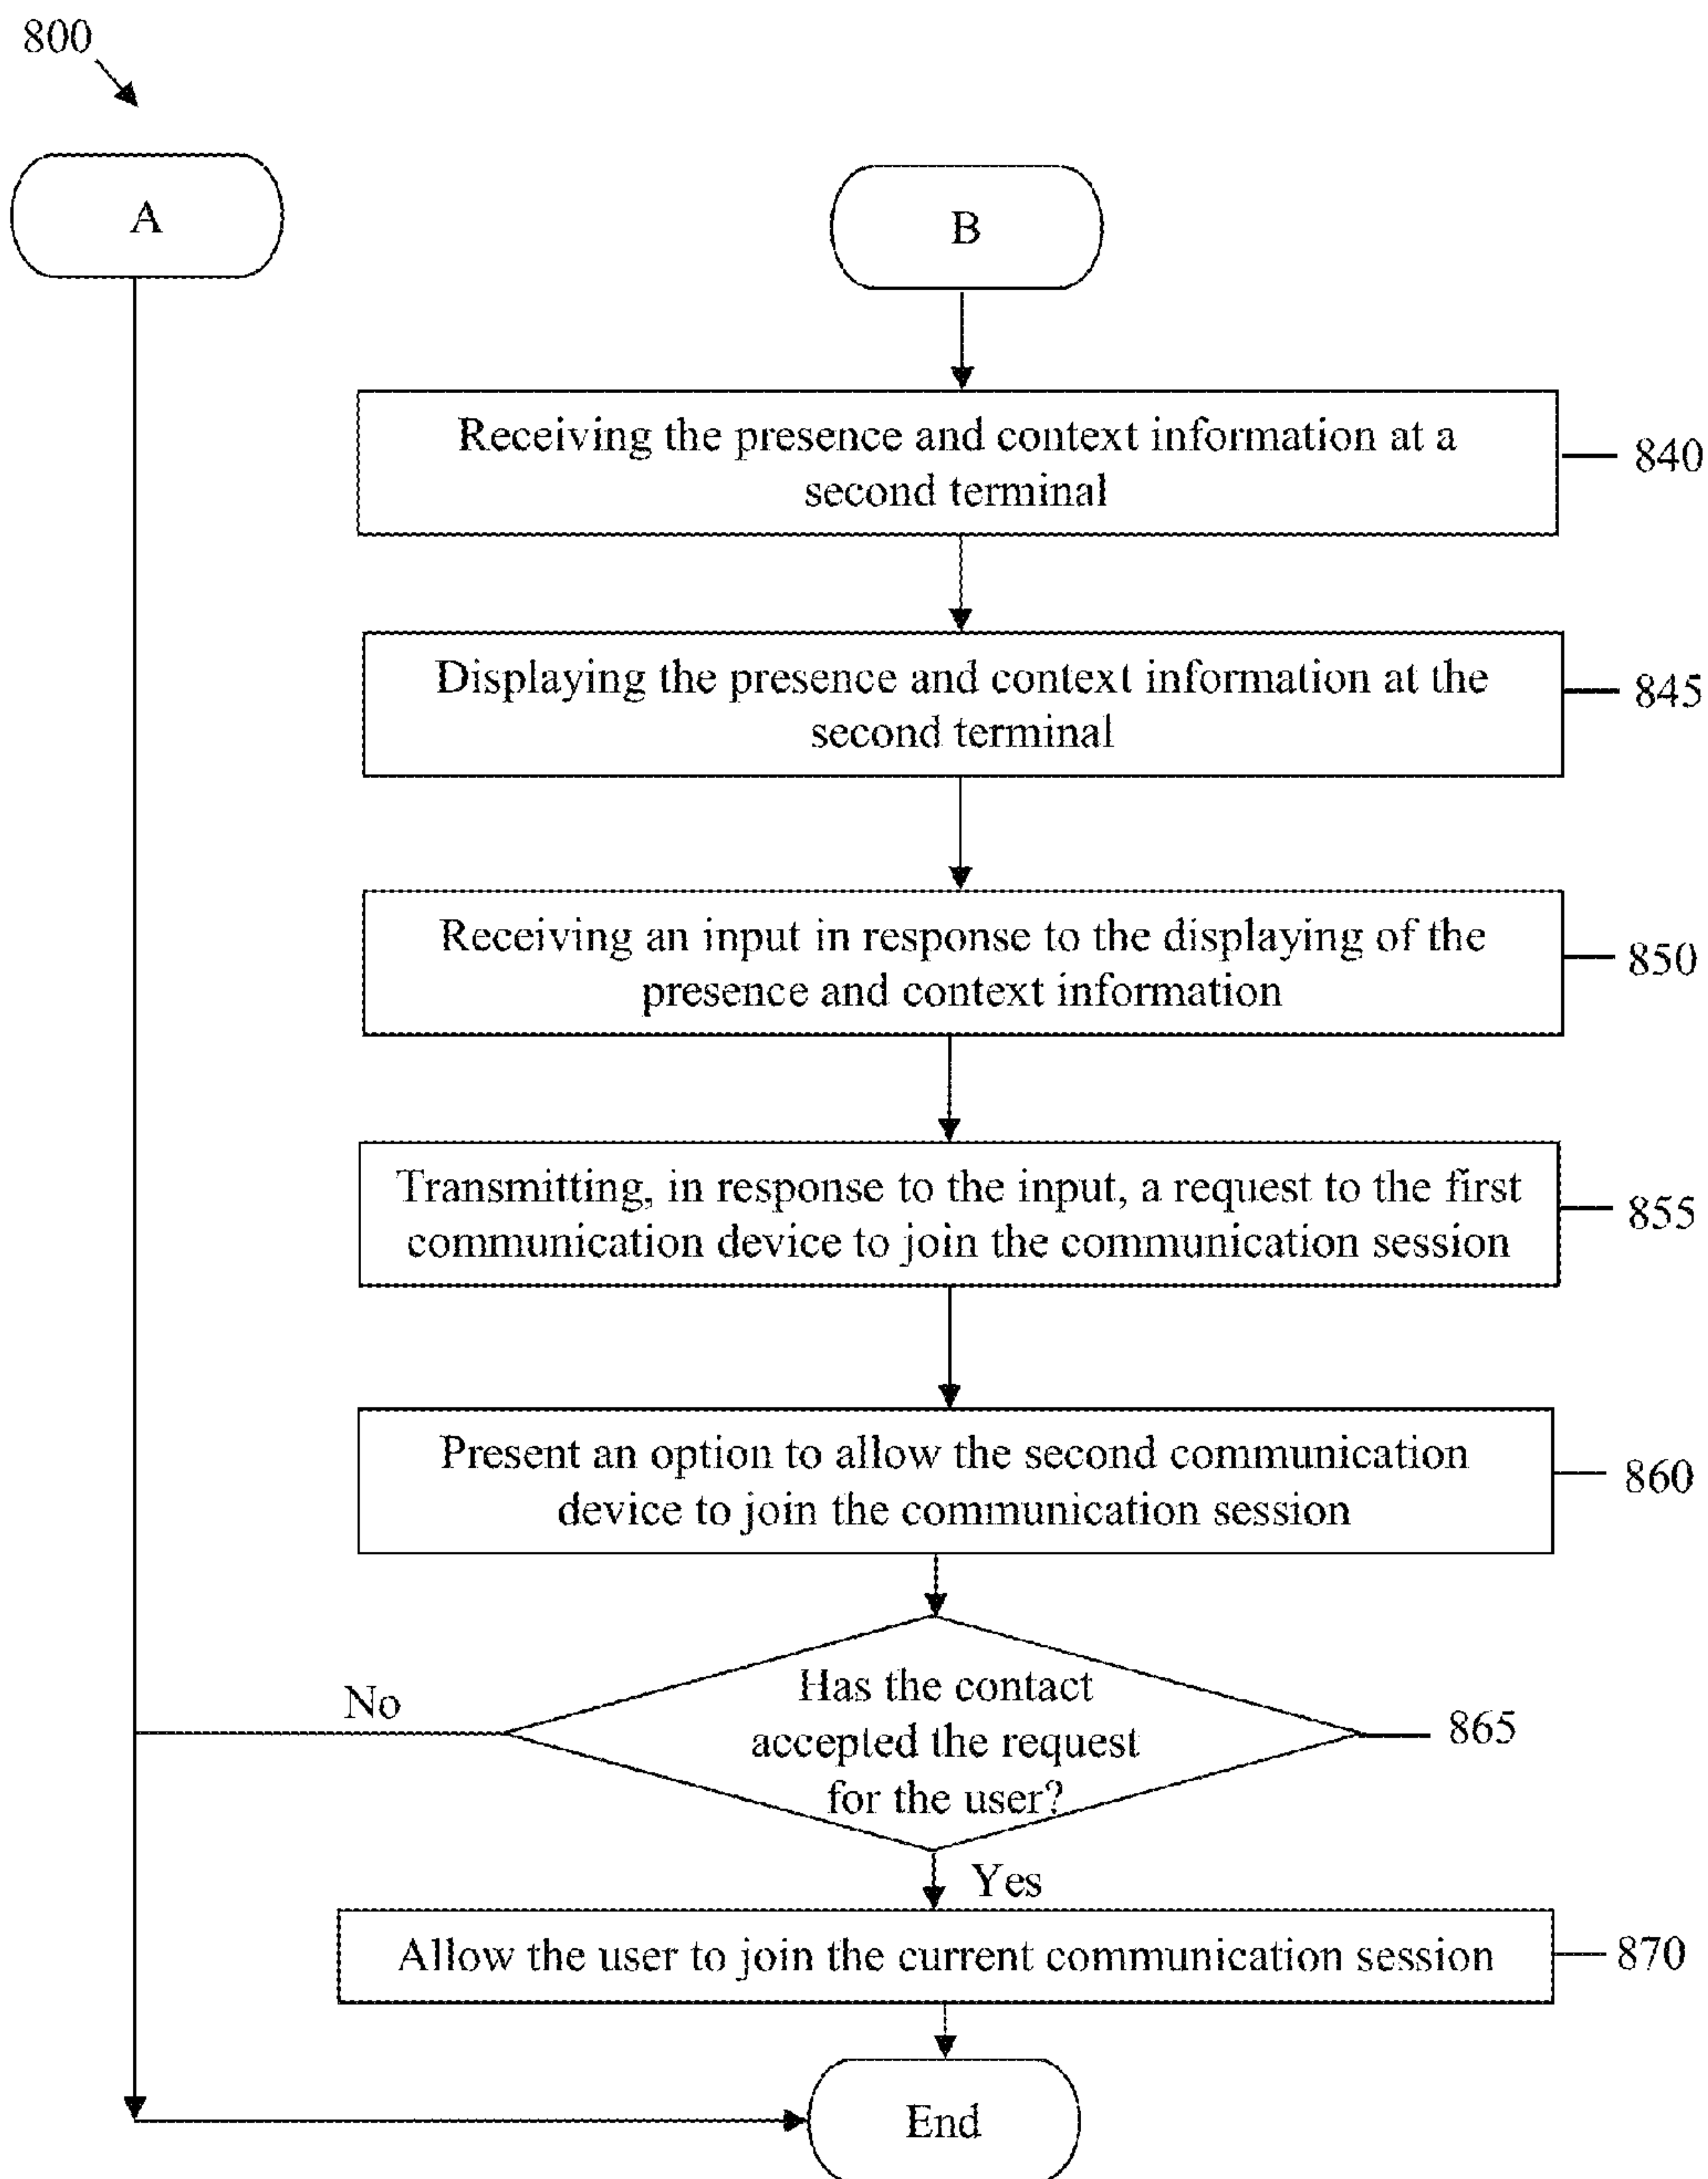 800
A
B
Receiving the presence and context information at a
second terminal
840
Displaying the presence and context information at the
second terminal
845
Receiving an input in response to the displaying of the
presence and context information
850
Transmitting, in response to the input, a request to the first
communication device to join the communication session
855
Present an option to allow the second communication
device to join the communication session
860
No
Has the contact
accepted the request
for the user?
865
Yes
Allow the user to join the current communication session
870
End